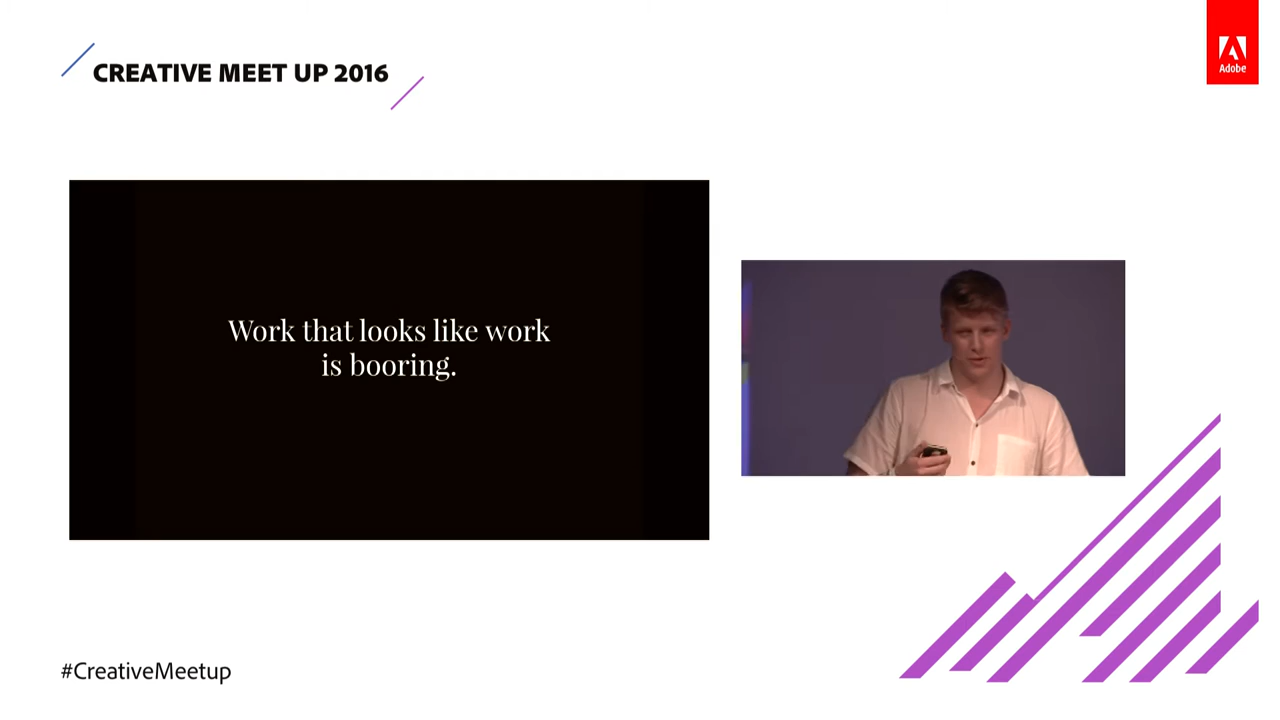 CREATIVE MEET UP 2016
Adobe
Work that looks like work
is booring.
#CreativeMeetup